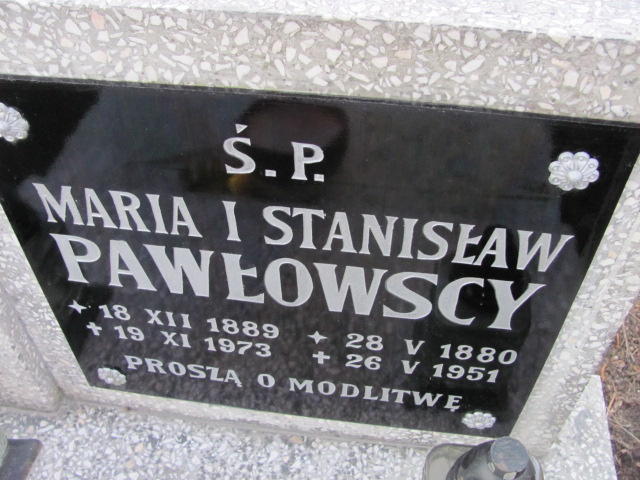 Ś.P.
MARIA I STANISŁAW
PAWŁOWSCY
18 XII 1889 28 V 1880
19 XI 1973 26 V 1951
PROSZĄ O MODLITWĘ